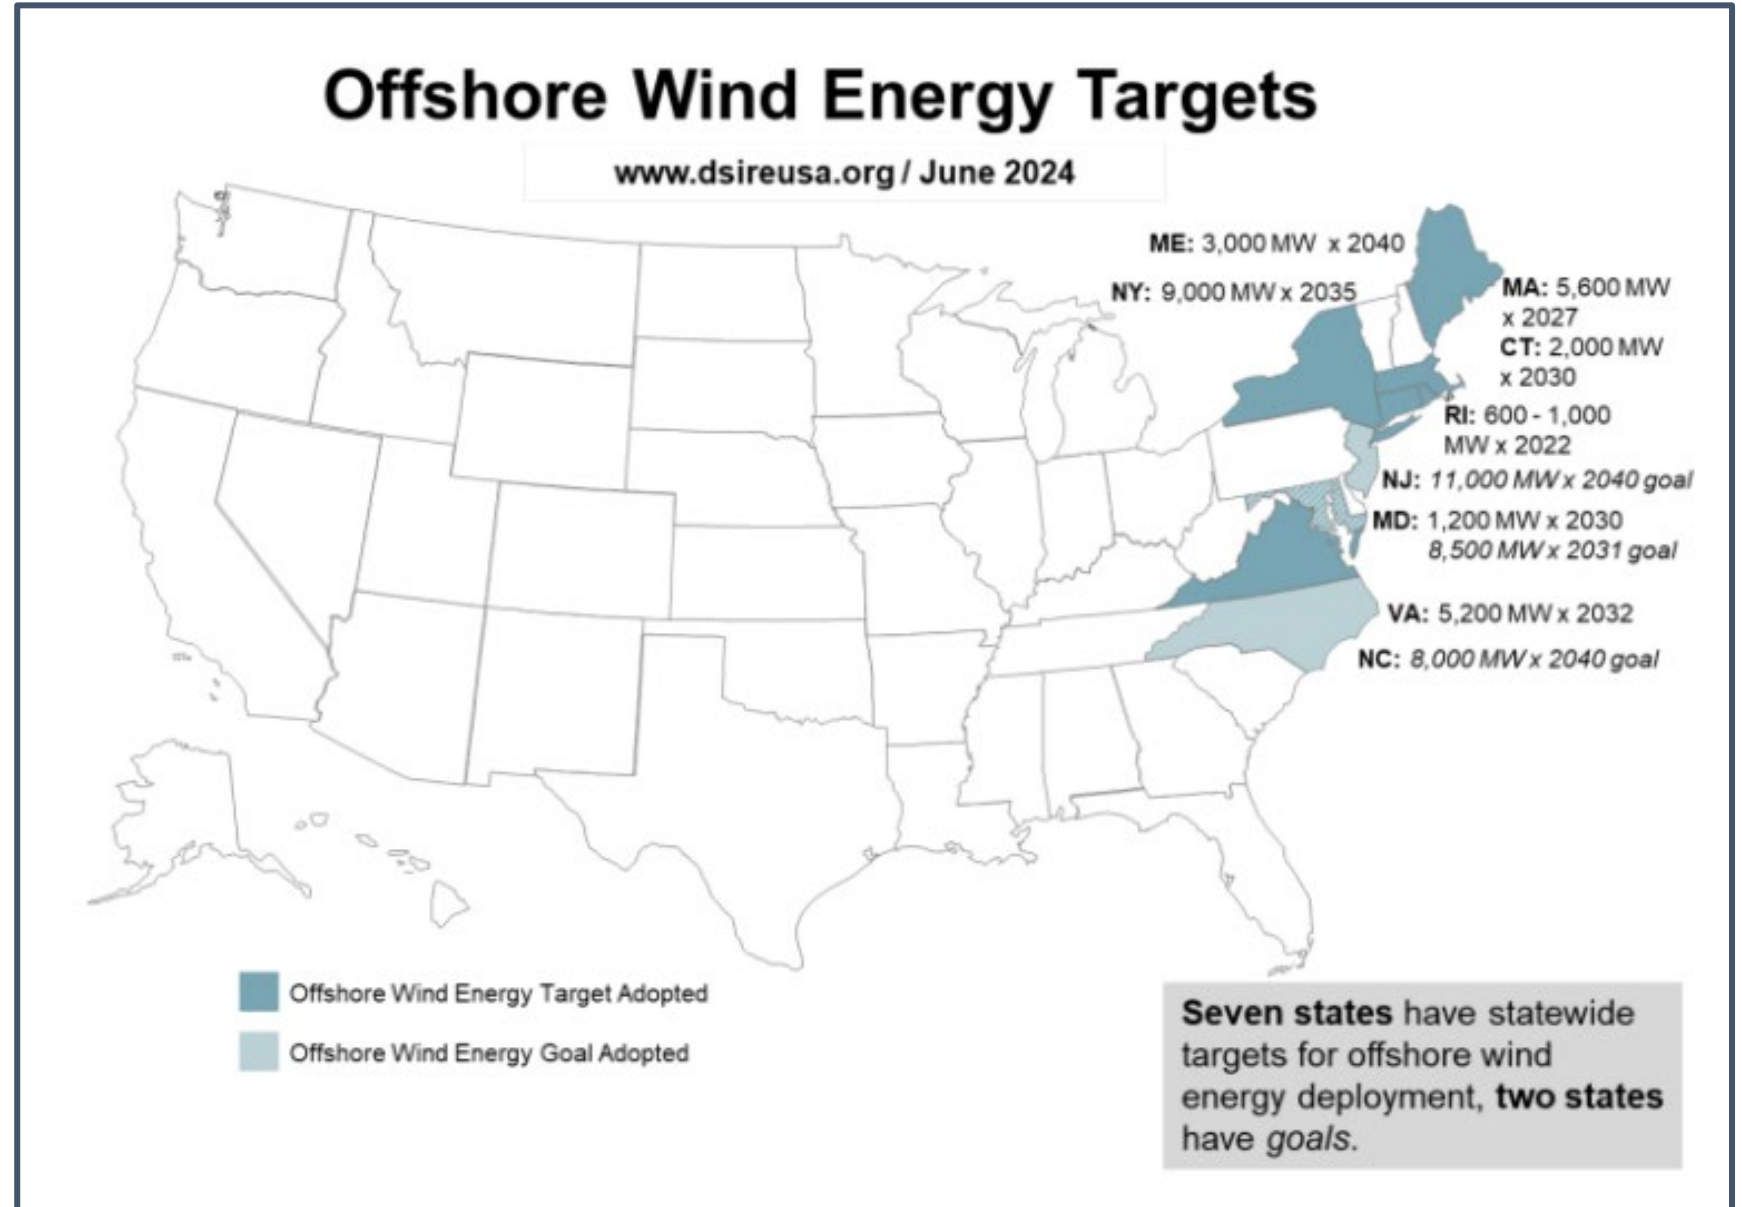 Offshore Wind Energy Targets
www.dsireusa.org / June 2024
ME: 3,000 MW x 2040
NY: 9,000 MW x 2035
MA: 5,600 MW
x 2027
CT: 2,000 MW
x 2030
RI: 600 - 1,000
MW x 2022
NJ: 11,000 MW x 2040 goal
MD: 1,200 MW x 2030
8,500 MW x 2031 goal
VA: 5,200 MW x 2032
NC: 8,000 MW x 2040 goal
Offshore Wind Energy Target Adopted
Offshore Wind Energy Goal Adopted
Seven states have statewide
targets for offshore wind
energy deployment, two states
have goals.